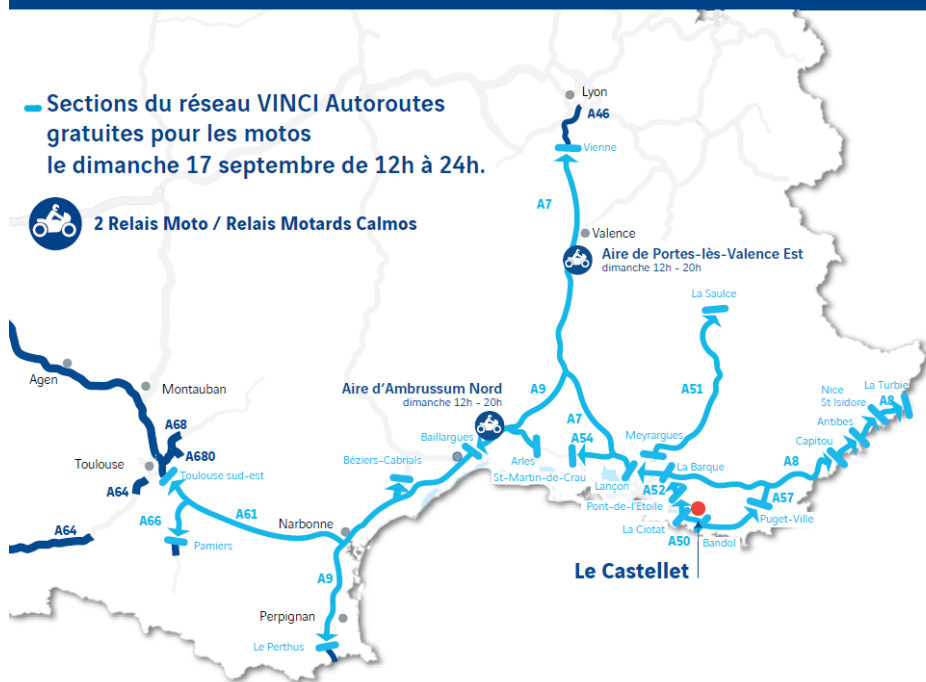 Sections du réseau VINCI Autoroutes
gratuites pour les motos
le dimanche 17 septembre de 12h à 24h.
2 Relais Moto / Relais Motards Calmos
Lyon
A46
Vienne
A7
Valence
Aire de Portes-lès-Valence Est
dimanche 12h - 20h
La Saulce
Agen
Montauban
Aire d'Ambrussum Nord
dimanche 12h - 20h
A9
A51
Nice
St Isidore
La Turbie
A8
A68
Baillargues
A7
A54
Meyrargues
Antibes
Capitou
A680
Toulouse
Toulouse sud-est
Béziers-Cabrials
Arles
St-Martin-de-Crau
Lançon
La Barque
A8
A64
A52
A57
A66
A61
Pont-de-l'Etoile
Puget-Ville
A64
Narbonne
La Ciotat
Pamiers
A50
Bandol
A9
Le Castellet
Perpignan
Le Perthus